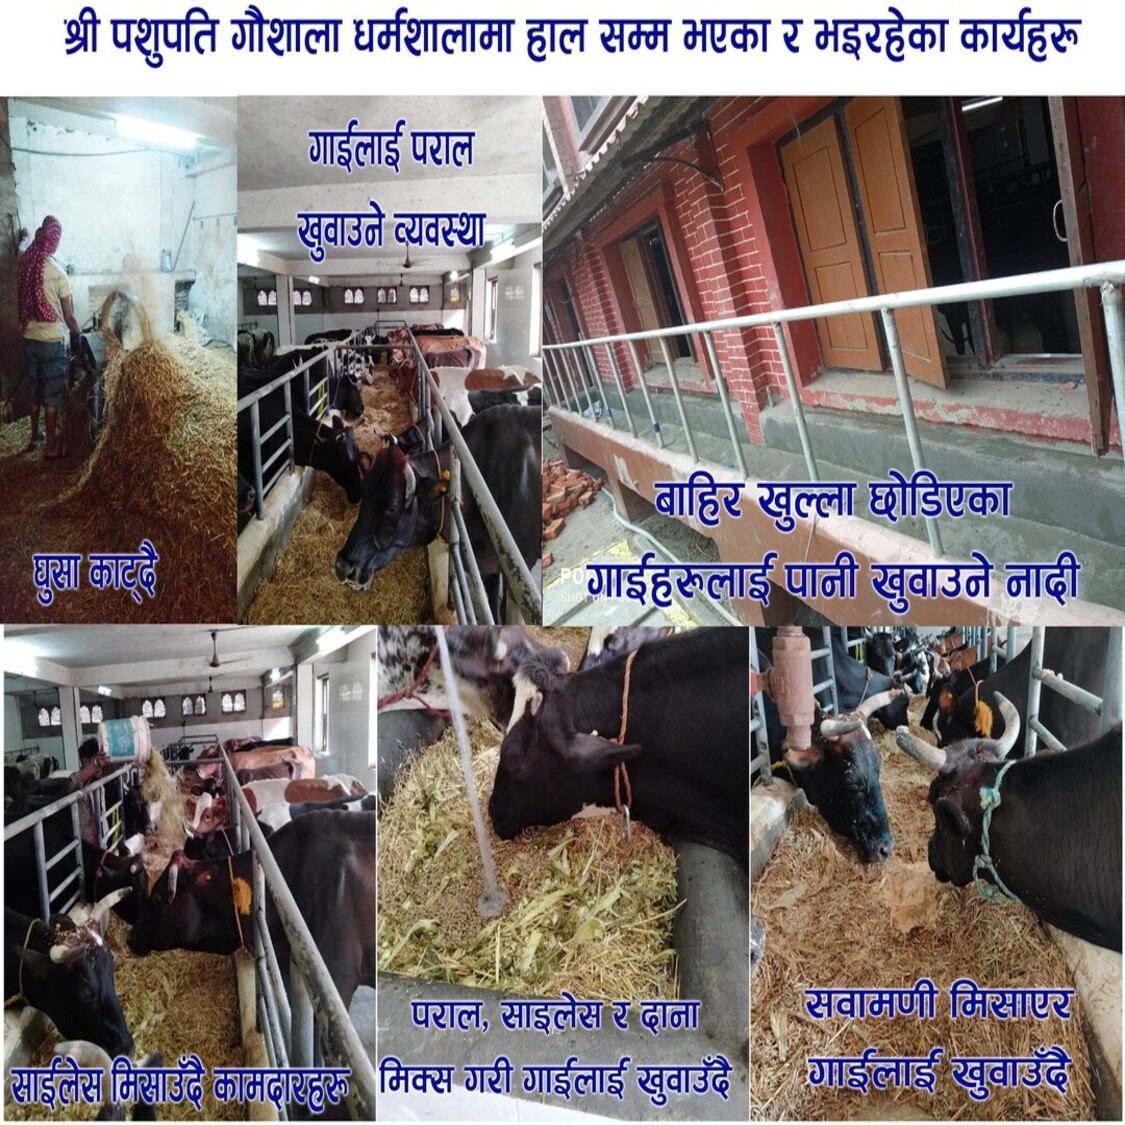 श्री पशुपति गौशाला धर्मशालामा हाल सम्म भएका र भइरहेका कार्यहरू
गाईलाई पराल
खुवाउने व्यवस्था
घुसा काट्दै
बाहिर खुल्ला छोडिएका
गाईहरूलाई पानी खुवाउने नादी
साईलेस मिसाउँदै कामदारहरू
पराल, साइलेस र दाना
मिक्स गरी गाईलाई खुवाउँदै
सवामणी मिसाएर
गाईलाई खुवाउँदै